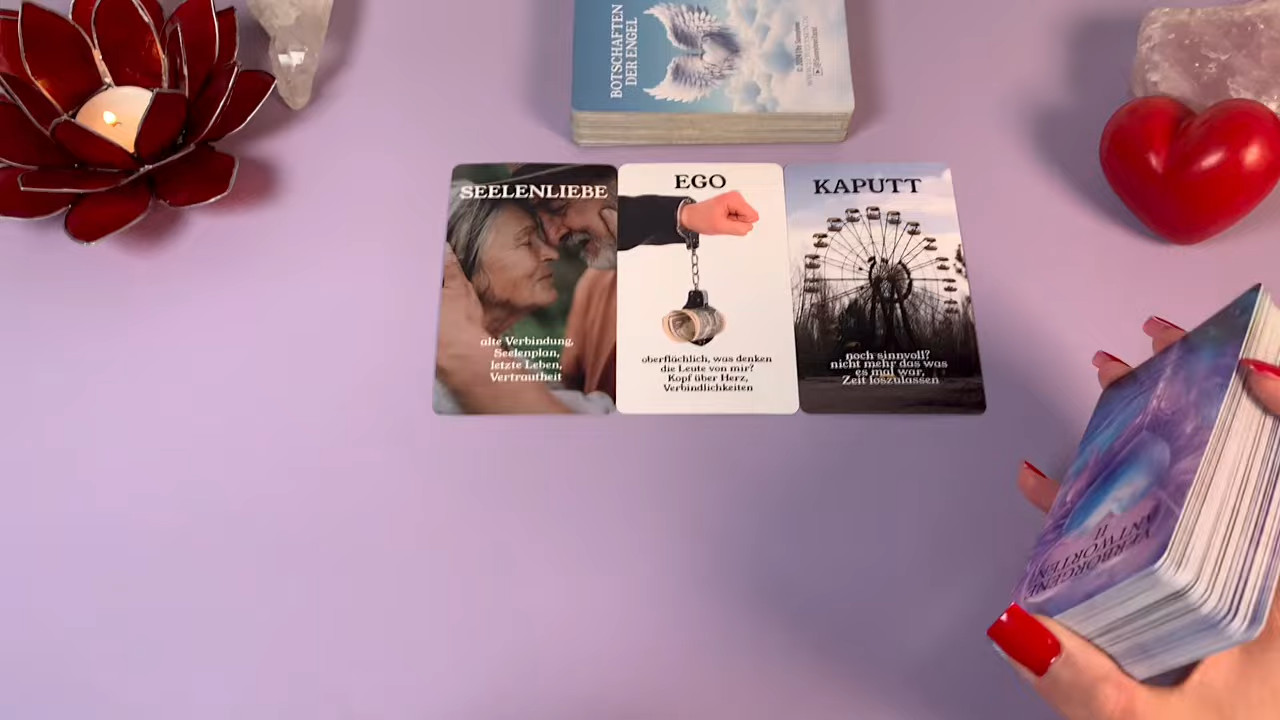 BOTSCHAFTEN
DER ENGEL
SEELENLIEBE
alte Verbindung,
Seelenplan,
letzte Leben,
Vertrautheit
EGO
oberflächlich, was denken
die Leute von mir?
Kopf über Herz,
Verbindlichkeiten
KAPUTT
noch sinnvoll?
nicht mehr das was
es mal war,
Zeit loszulassen
VERBORGENE
ANTWORTEN
II